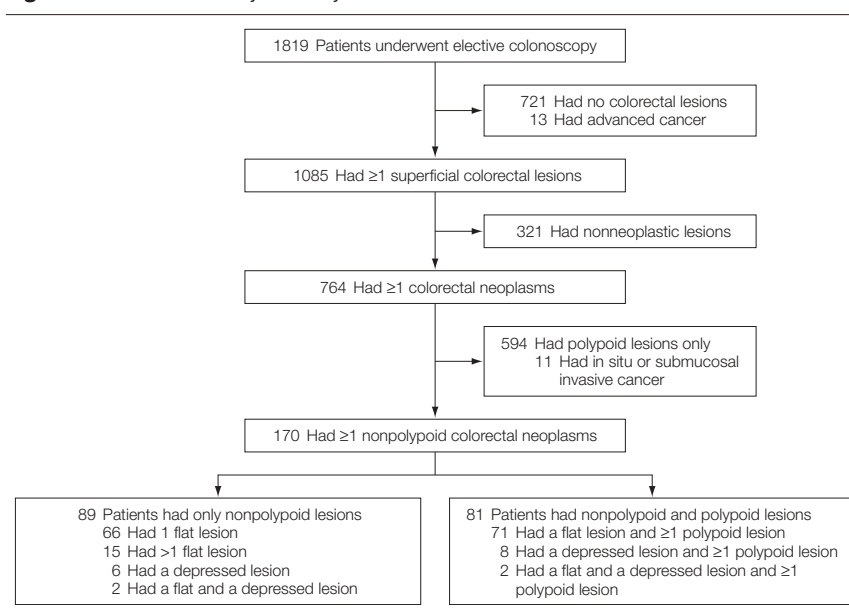 1819 Patients underwent elective colonoscopy
721 Had no colorectal lesions
13 Had advanced cancer
1085 Had ≥1 superficial colorectal lesions
321 Had nonneoplastic lesions
764 Had ≥1 colorectal neoplasms
594 Had polypoid lesions only
11 Had in situ or submucosal
invasive cancer
170 Had ≥1 nonpolypoid colorectal neoplasms
89 Patients had only nonpolypoid lesions
66 Had 1 flat lesion
15 Had >1 flat lesion
6 Had a depressed lesion
2 Had a flat and a depressed lesion
81 Patients had nonpolypoid and polypoid lesions
71 Had a flat lesion and ≥1 polypoid lesion
8 Had a depressed lesion and ≥1 polypoid lesion
2 Had a flat and a depressed lesion and ≥1
polypoid lesion